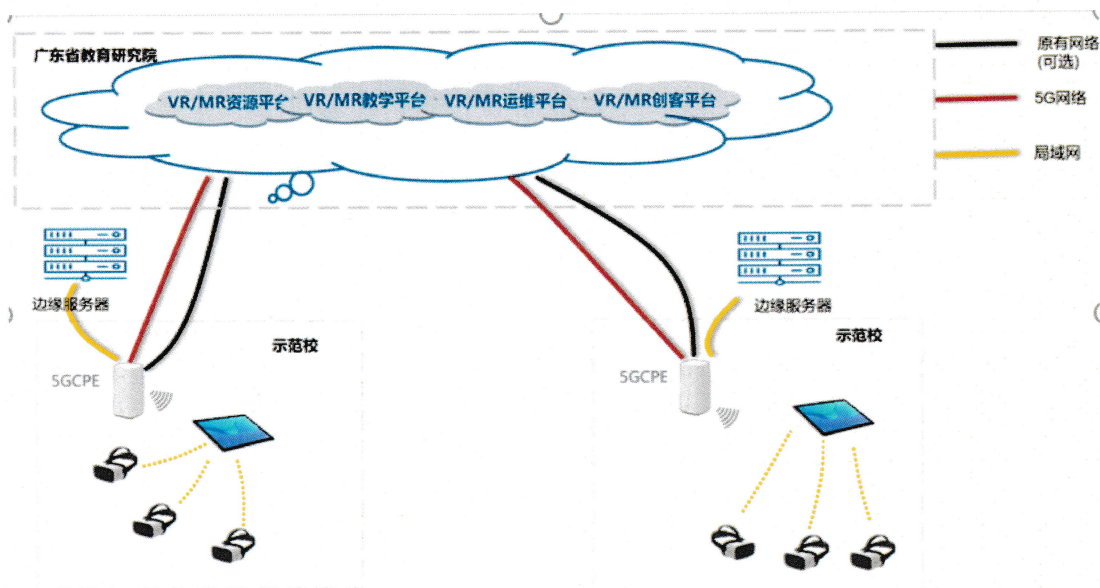 广东省教育研究院
VR/MR资源平台
VR/MR教学平台
VR/MR运维平台
VR/MR创客平台
原有网络
(可选)
5G网络
局域网
边缘服务器
示范校
5GCPE
边缘服务器
示范校
5GCPE